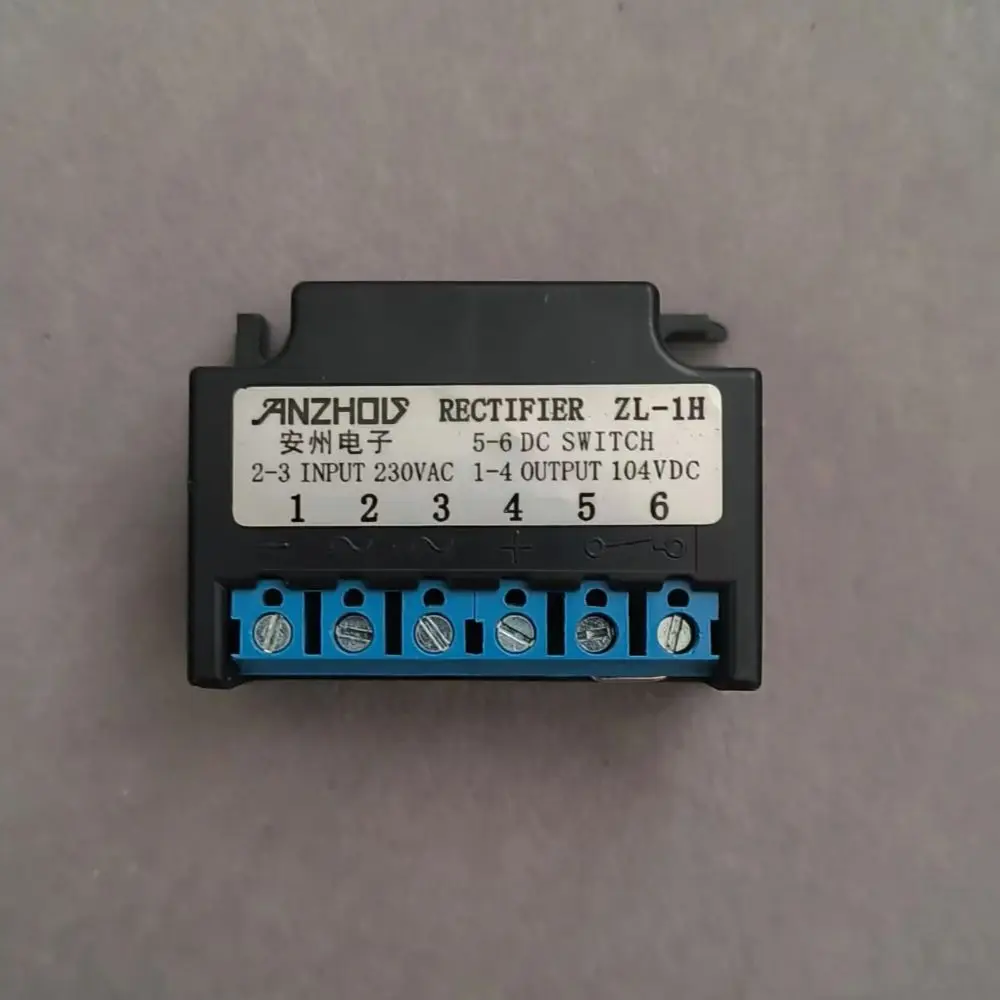 ANZHOU RECTIFIER ZL-1H
安州电子 5-6 DC SWITCH
2-3 INPUT 230VAC 1-4 OUTPUT 104VDC
1 2 3 4 5 6
− ~ ~ +